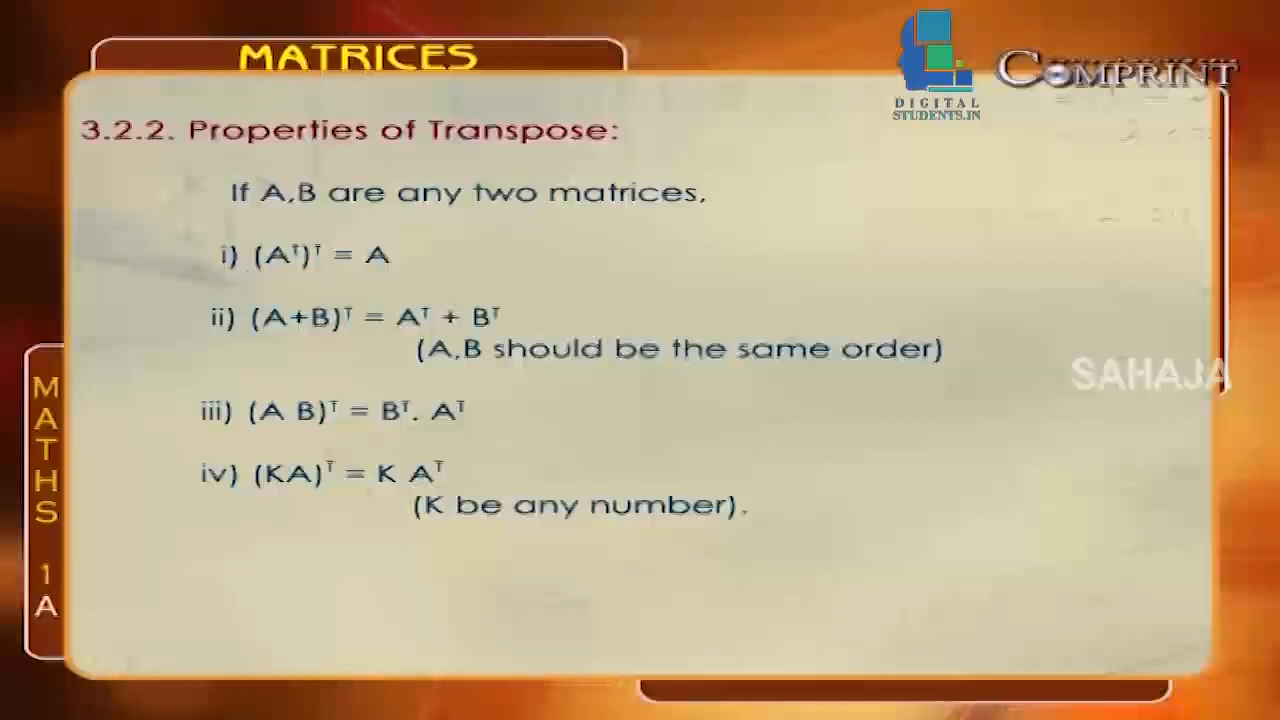 MATRICES
DIGITAL
STUDENTS.IN
COMPRINT
3.2.2. Properties of Transpose:
If A,B are any two matrices,
i) (Aᵀ)ᵀ = A
ii) (A+B)ᵀ = Aᵀ + Bᵀ
(A,B should be the same order)
SAHAJA
iii) (A B)ᵀ = Bᵀ. Aᵀ
iv) (KA)ᵀ = K Aᵀ
(K be any number).
MATHS 1A